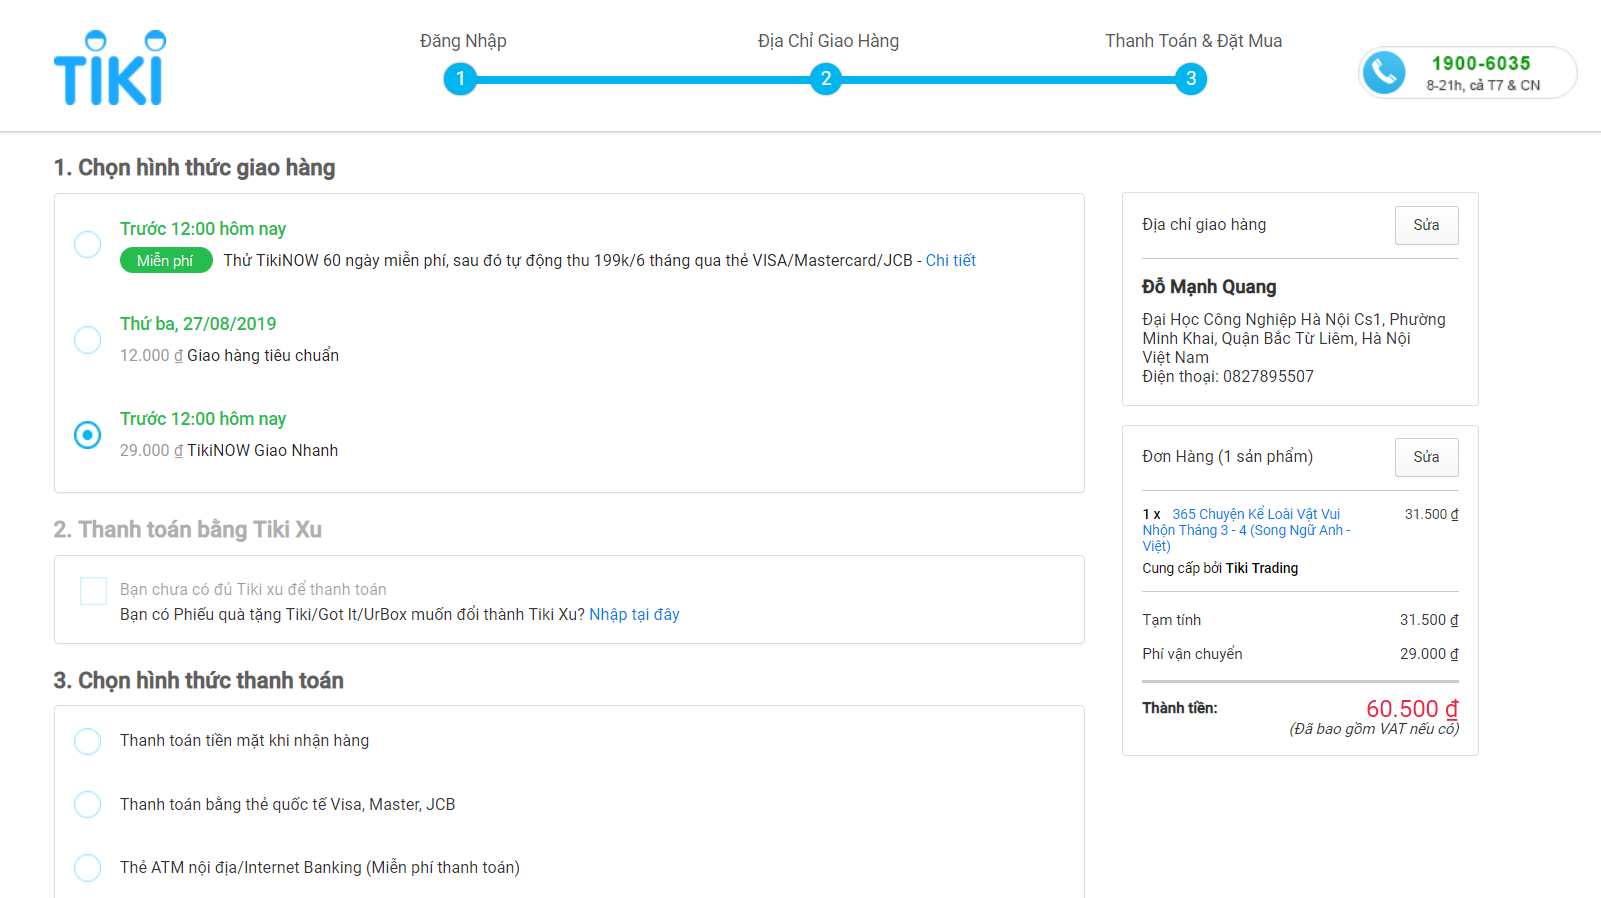 TIKI
Đăng Nhập
Địa Chỉ Giao Hàng
Thanh Toán & Đặt Mua
1
2
3
1900-6035
8-21h, cả T7 & CN
1. Chọn hình thức giao hàng
Trước 12:00 hôm nay
Miễn phí Thử TikiNOW 60 ngày miễn phí, sau đó tự động thu 199k/6 tháng qua thẻ VISA/Mastercard/JCB - Chi tiết
Thứ ba, 27/08/2019
12.000 ₫ Giao hàng tiêu chuẩn
Trước 12:00 hôm nay
29.000 ₫ TikiNOW Giao Nhanh
2. Thanh toán bằng Tiki Xu
Bạn chưa có đủ Tiki xu để thanh toán
Bạn có Phiếu quà tặng Tiki/Got It/UrBox muốn đổi thành Tiki Xu? Nhập tại đây
3. Chọn hình thức thanh toán
Thanh toán tiền mặt khi nhận hàng
Thanh toán bằng thẻ quốc tế Visa, Master, JCB
Thẻ ATM nội địa/Internet Banking (Miễn phí thanh toán)
Địa chỉ giao hàng
Sửa
Đỗ Mạnh Quang
Đại Học Công Nghiệp Hà Nội Cs1, Phường
Minh Khai, Quận Bắc Từ Liêm, Hà Nội
Việt Nam
Điện thoại: 0827895507
Đơn Hàng (1 sản phẩm)
Sửa
1 x 365 Chuyện Kể Loài Vật Vui 31.500 ₫
Nhộn Tháng 3 - 4 (Song Ngữ Anh -
Việt)
Cung cấp bởi Tiki Trading
Tạm tính 31.500 ₫
Phí vận chuyển 29.000 ₫
Thành tiền: 60.500 ₫
(Đã bao gồm VAT nếu có)